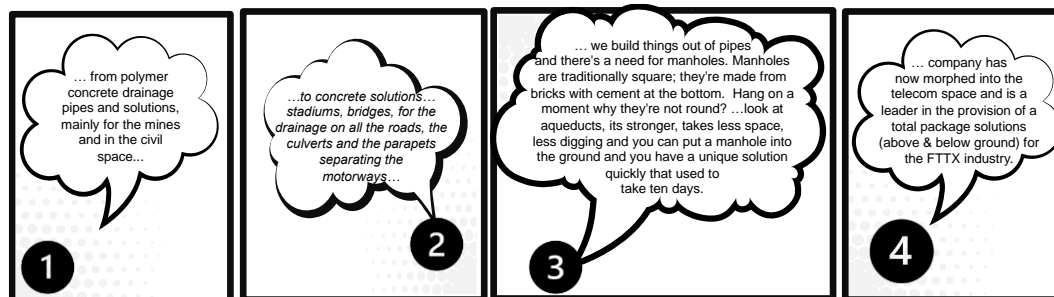 … from polymer
concrete drainage
pipes and solutions,
mainly for the mines
and in the civil
space...
1
…to concrete solutions…
stadiums, bridges, for the
drainage on all the roads, the
culverts and the parapets
separating the
motorways…
2
… we build things out of pipes
and there's a need for manholes. Manholes
are traditionally square; they're made from
bricks with cement at the bottom. Hang on a
moment why they're not round? …look at
aqueducts, its stronger, takes less space,
less digging and you can put a manhole into
the ground and you have a unique solution
quickly that used to
take ten days.
3
… company has
now morphed into the
telecom space and is a
leader in the provision of a
total package solutions
(above & below ground) for
the FTTX industry.
4